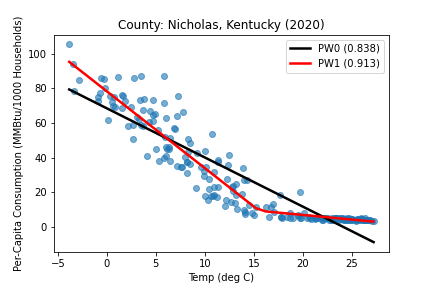 County: Nicholas, Kentucky (2020)
Per-Capita Consumption (MMBtu/1000 Households)
PW0 (0.838)
PW1 (0.913)
100
80
60
40
20
0
−5 0 5 10 15 20 25
Temp (deg C)